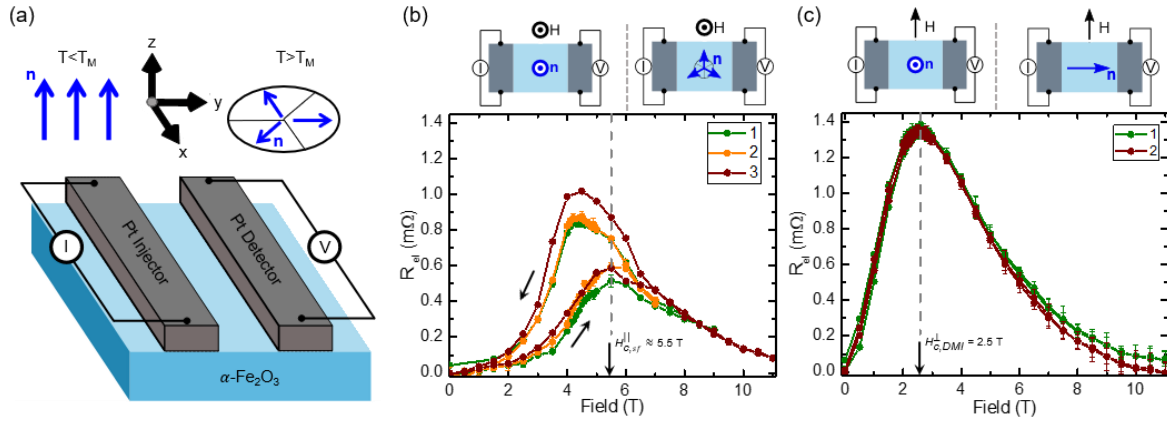 (a)
T<T_M
n
z
y
x
T>T_M
n
Pt Injector
Pt Detector
I
V
α-Fe₂O₃
(b)
H
I
n
V
I
n
V
R_el (mΩ)
1.4
1.2
1.0
0.8
0.6
0.4
0.2
0.0
1
2
3
H^||_c,sf ≈ 5.5 T
0 2 4 6 8 10
Field (T)
(c)
H
I
n
V
H
I
n
V
R_el (mΩ)
1.4
1.2
1.0
0.8
0.6
0.4
0.2
0.0
1
2
H^⊥_c,DMI = 2.5 T
0 2 4 6 8 10
Field (T)